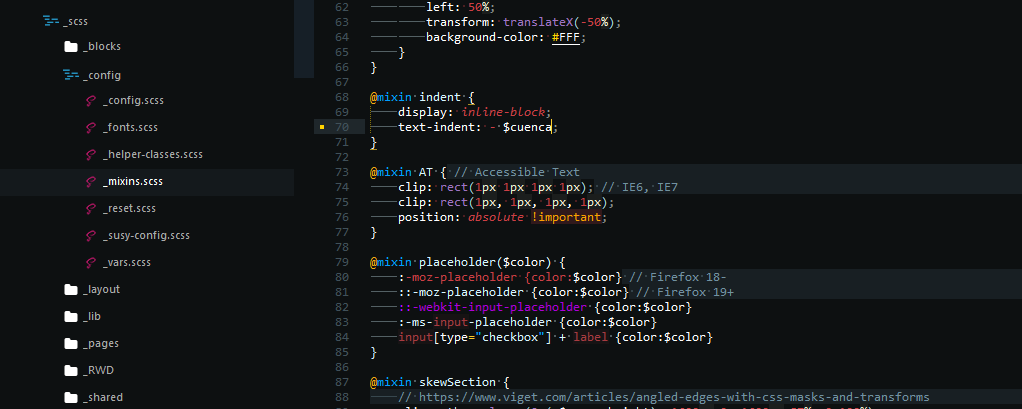 _scss
_blocks
_config
_config.scss
_fonts.scss
_helper-classes.scss
_mixins.scss
_reset.scss
_susy-config.scss
_vars.scss
_layout
_lib
_pages
_RWD
_shared
62 left: 50%;
63 transform: translateX(-50%);
64 background-color: #FFF;
65 }
66 }
67
68 @mixin indent {
69 display: inline-block;
70 text-indent: - $cuenca;
71 }
72
73 @mixin AT { // Accessible Text
74 clip: rect(1px 1px 1px 1px); // IE6, IE7
75 clip: rect(1px, 1px, 1px, 1px);
76 position: absolute !important;
77 }
78
79 @mixin placeholder($color) {
80 :-moz-placeholder {color:$color} // Firefox 18-
81 ::-moz-placeholder {color:$color} // Firefox 19+
82 ::-webkit-input-placeholder {color:$color}
83 :-ms-input-placeholder {color:$color}
84 input[type="checkbox"] + label {color:$color}
85 }
86
87 @mixin skewSection {
88 // https://www.viget.com/articles/angled-edges-with-css-masks-and-transforms